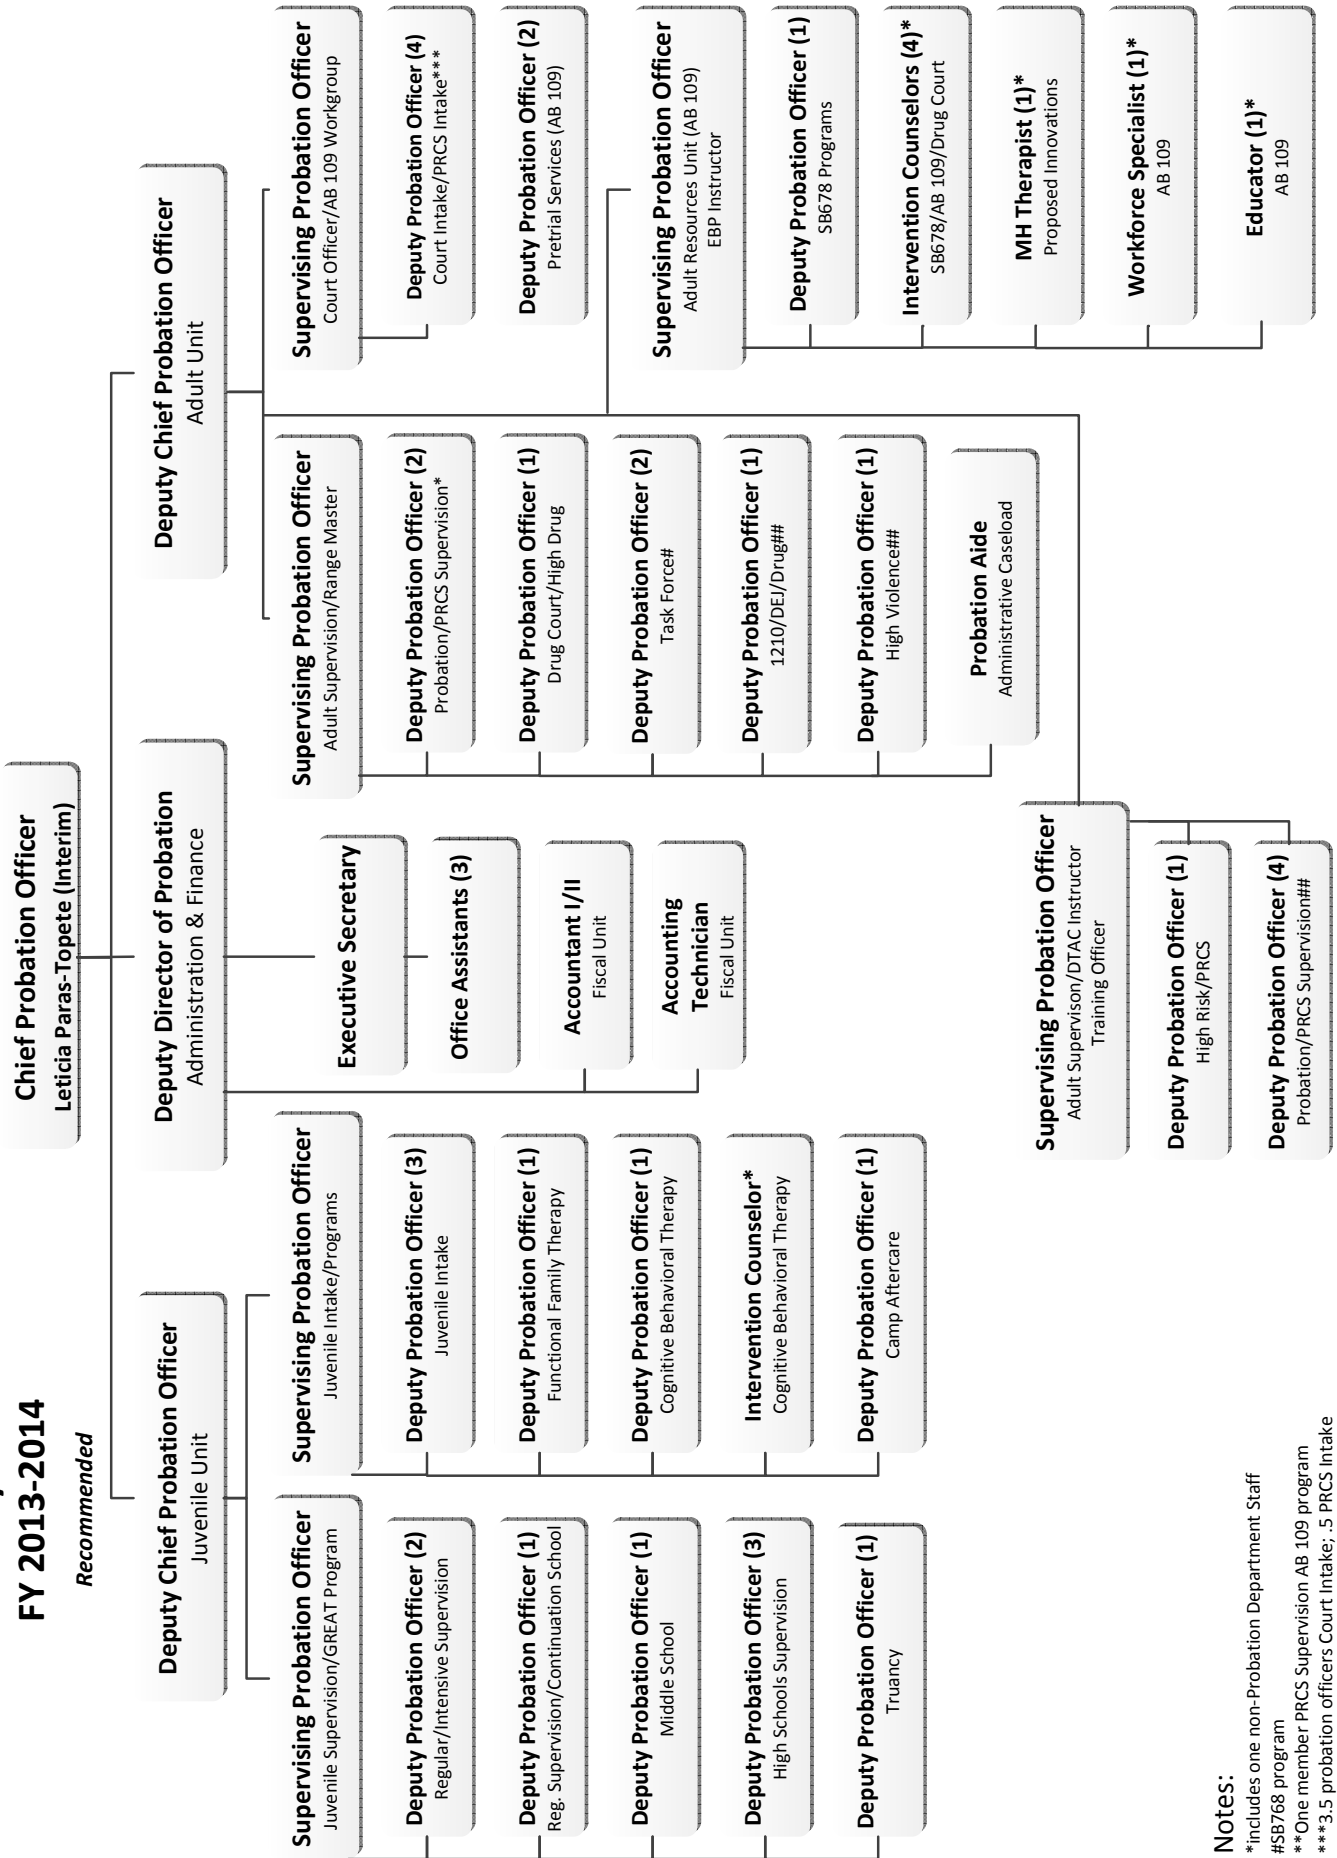 FY 2013-2014
Recommended
Chief Probation Officer
Leticia Paras-Topete (Interim)
Deputy Chief Probation Officer
Juvenile Unit
Deputy Director of Probation
Administration & Finance
Deputy Chief Probation Officer
Adult Unit
Supervising Probation Officer
Juvenile Supervision/GREAT Program
Deputy Probation Officer (2)
Regular/Intensive Supervision
Deputy Probation Officer (1)
Reg. Supervision/Continuation School
Deputy Probation Officer (1)
Middle School
Deputy Probation Officer (3)
High Schools Supervision
Deputy Probation Officer (1)
Truancy
Supervising Probation Officer
Juvenile Intake/Programs
Deputy Probation Officer (3)
Juvenile Intake
Deputy Probation Officer (1)
Functional Family Therapy
Deputy Probation Officer (1)
Cognitive Behavioral Therapy
Intervention Counselor*
Cognitive Behavioral Therapy
Deputy Probation Officer (1)
Camp Aftercare
Executive Secretary
Office Assistants (3)
Accountant I/II
Fiscal Unit
Accounting
Technician
Fiscal Unit
Supervising Probation Officer
Adult Supervision/Range Master
Deputy Probation Officer (2)
Probation/PRCS Supervision*
Deputy Probation Officer (1)
Drug Court/High Drug
Deputy Probation Officer (2)
Task Force#
Deputy Probation Officer (1)
1210/DEJ/Drug##
Deputy Probation Officer (1)
High Violence##
Probation Aide
Administrative Caseload
Supervising Probation Officer
Court Officer/AB 109 Workgroup
Deputy Probation Officer (4)
Court Intake/PRCS Intake***
Deputy Probation Officer (2)
Pretrial Services (AB 109)
Supervising Probation Officer
Adult Resources Unit (AB 109)
EBP Instructor
Deputy Probation Officer (1)
SB678 Programs
Intervention Counselors (4)*
SB678/AB 109/Drug Court
MH Therapist (1)*
Proposed Innovations
Workforce Specialist (1)*
AB 109
Educator (1)*
AB 109
Supervising Probation Officer
Adult Supervison/DTAC Instructor
Training Officer
Deputy Probation Officer (1)
High Risk/PRCS
Deputy Probation Officer (4)
Probation/PRCS Supervision##
Notes:
*includes one non-Probation Department Staff
#SB768 program
**One member PRCS Supervision AB 109 program
***3.5 probation officers Court Intake; .5 PRCS Intake